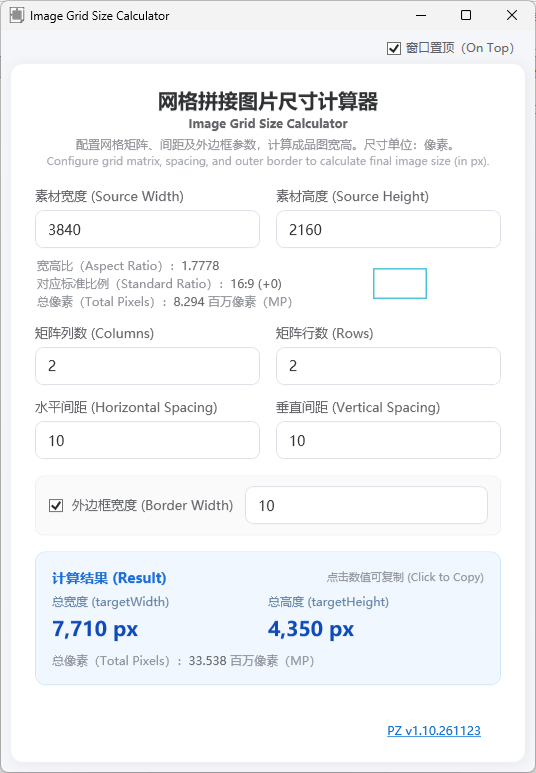 Image Grid Size Calculator
窗口置顶（On Top）
网格拼接图片尺寸计算器
Image Grid Size Calculator
配置网格矩阵、间距及外边框参数，计算成品图宽高。尺寸单位：像素。
Configure grid matrix, spacing, and outer border to calculate final image size (in px).
素材宽度 (Source Width) 素材高度 (Source Height)
3840 2160
宽高比（Aspect Ratio）：1.7778
对应标准比例（Standard Ratio）：16:9 (+0)
总像素（Total Pixels）：8.294 百万像素（MP）
矩阵列数 (Columns) 矩阵行数 (Rows)
2 2
水平间距 (Horizontal Spacing) 垂直间距 (Vertical Spacing)
10 10
外边框宽度 (Border Width) 10
计算结果 (Result) 点击数值可复制 (Click to Copy)
总宽度 (targetWidth) 总高度 (targetHeight)
7,710 px 4,350 px
总像素（Total Pixels）：33.538 百万像素（MP）
PZ v1.10.261123